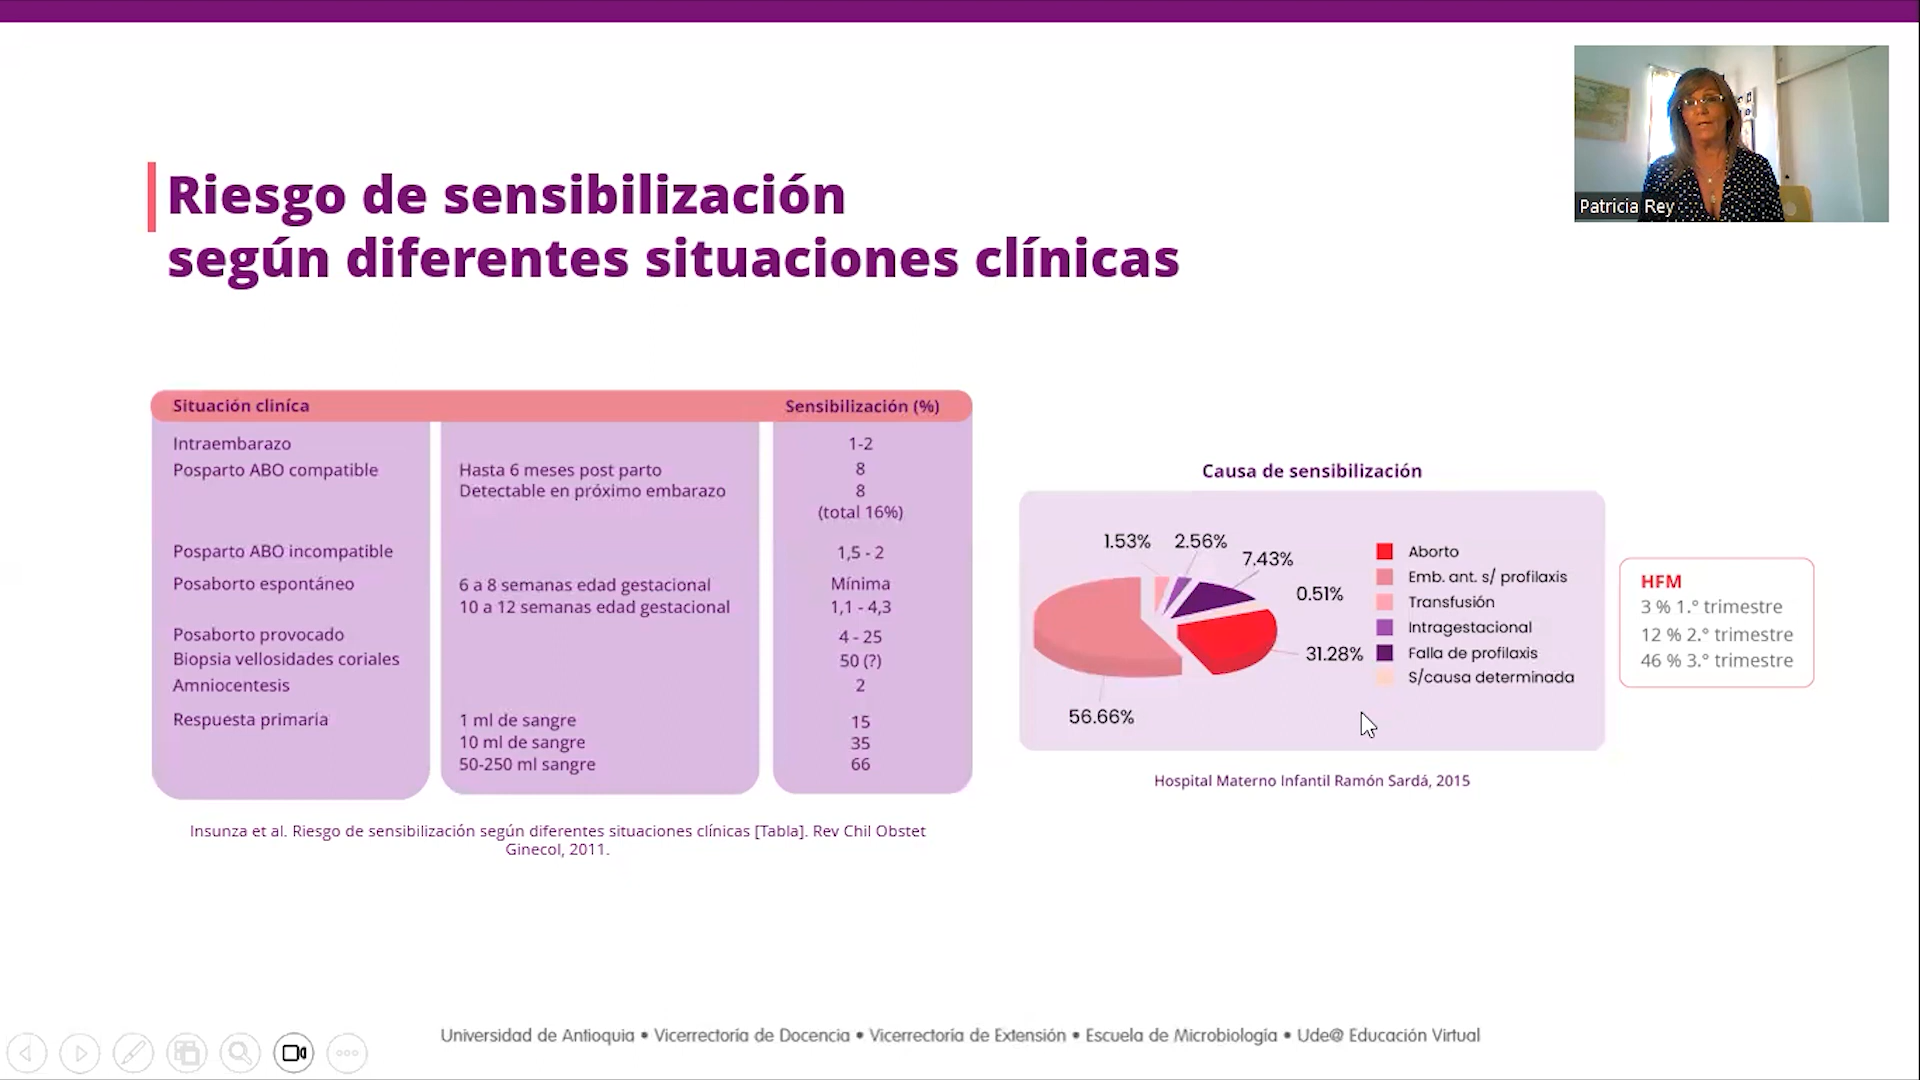 Patricia Rey
Riesgo de sensibilización
según diferentes situaciones clínicas
Situación cliníca Sensibilización (%)
Intraembarazo 1-2
Posparto ABO compatible Hasta 6 meses post parto 8
Detectable en próximo embarazo 8
(total 16%)
Posparto ABO incompatible 1,5 - 2
Posaborto espontáneo 6 a 8 semanas edad gestacional Mínima
10 a 12 semanas edad gestacional 1,1 - 4,3
Posaborto provocado 4 - 25
Biopsia vellosidades coriales 50 (?)
Amniocentesis 2
Respuesta primaria 1 ml de sangre 15
10 ml de sangre 35
50-250 ml sangre 66
Insunza et al. Riesgo de sensibilización según diferentes situaciones clínicas [Tabla]. Rev Chil Obstet
Ginecol, 2011.
Causa de sensibilización
1.53%
2.56%
7.43%
0.51%
31.28%
56.66%
Aborto
Emb. ant. s/ profilaxis
Transfusión
Intragestacional
Falla de profilaxis
S/causa determinada
Hospital Materno Infantil Ramón Sardá, 2015
HFM
3 % 1.° trimestre
12 % 2.° trimestre
46 % 3.° trimestre
Universidad de Antioquia • Vicerrectoría de Docencia • Vicerrectoría de Extensión • Escuela de Microbiología • Ude@ Educación Virtual